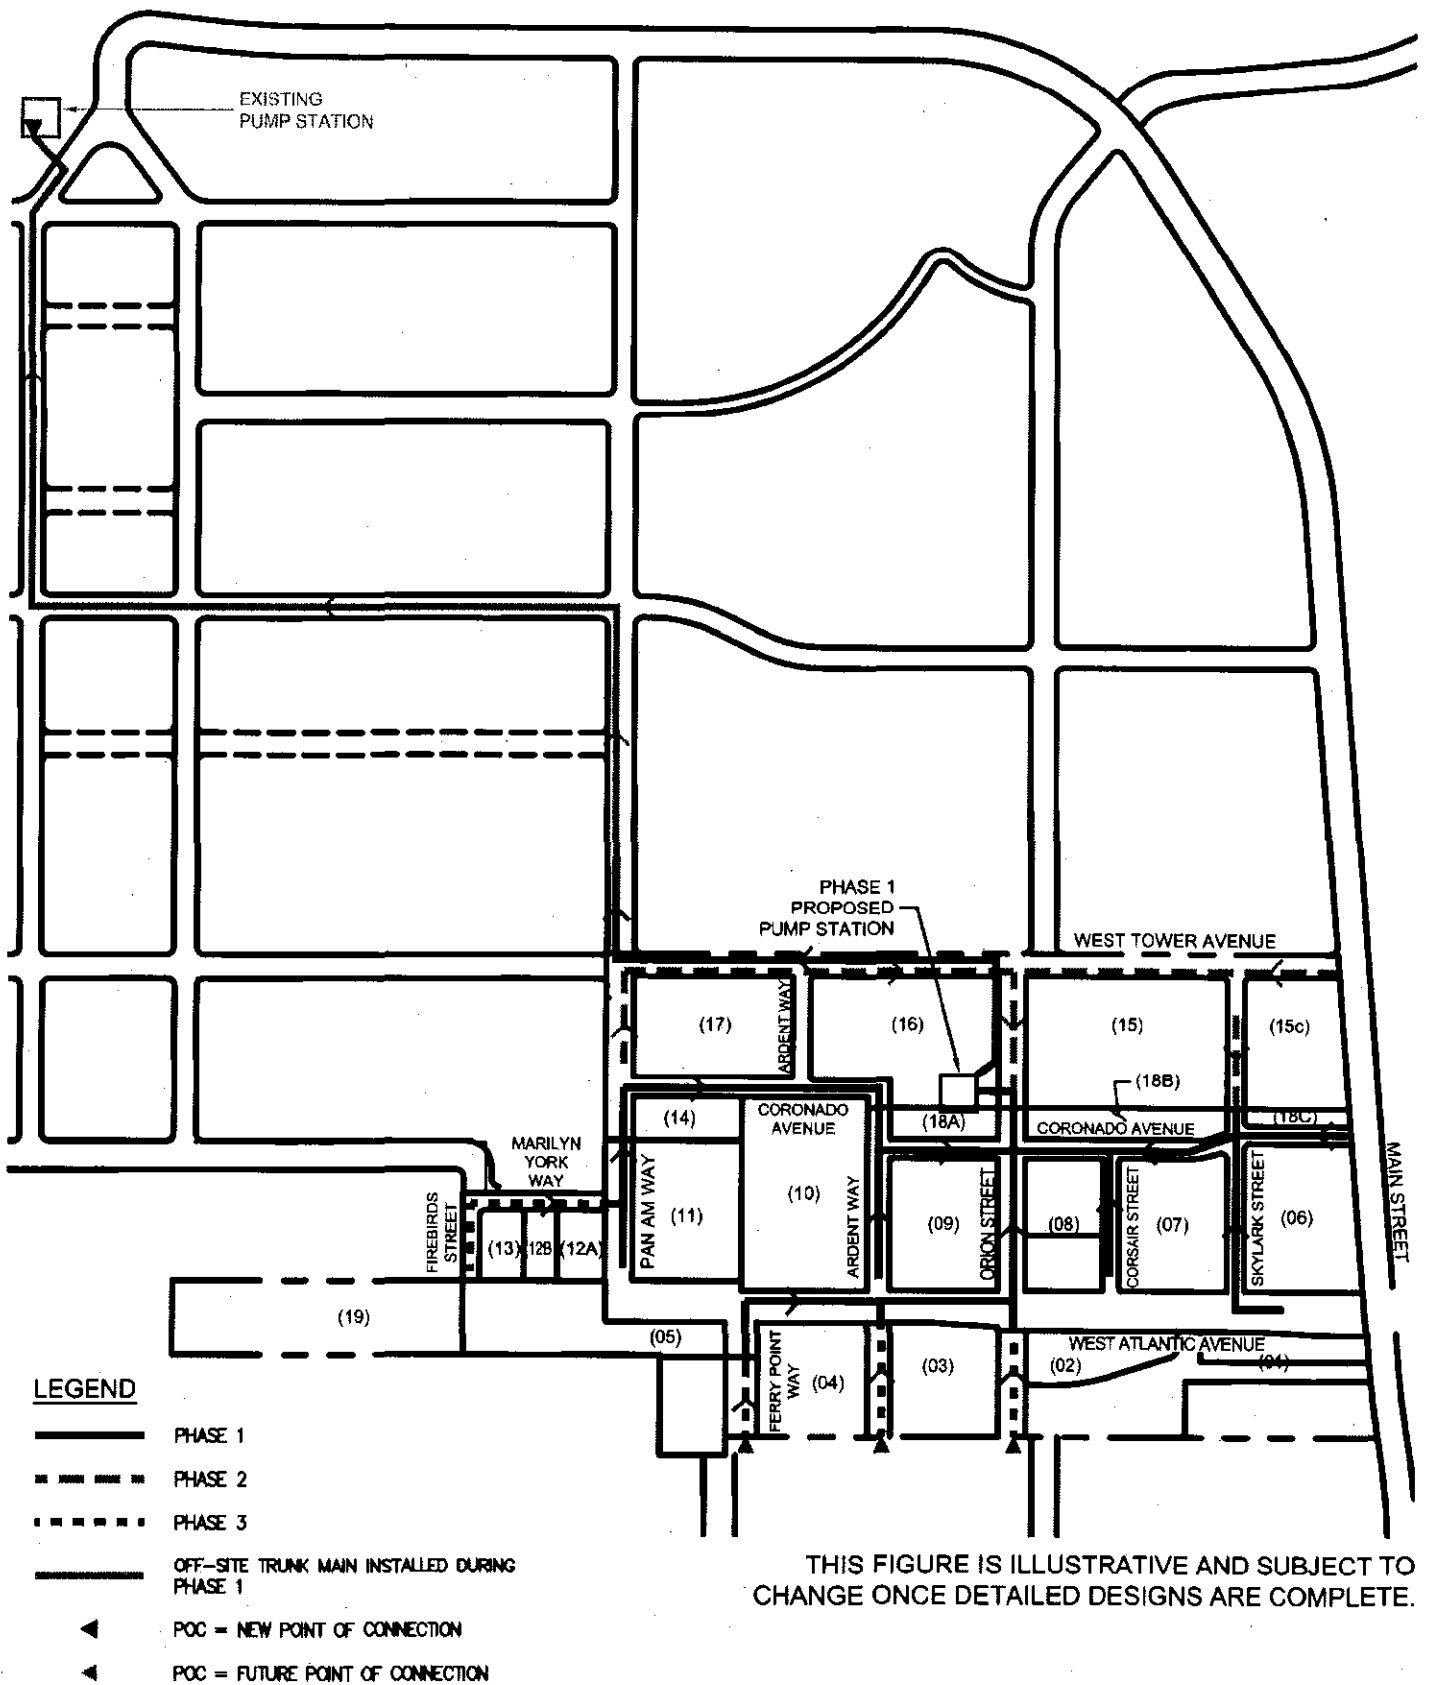 EXISTING
PUMP STATION
PHASE 1
PROPOSED
PUMP STATION
WEST TOWER AVENUE
(17)
ARDENT WAY
(16)
(15)
(15c)
(18B)
(14)
CORONADO
AVENUE
(18A)
CORONADO AVENUE
(18C)
MARILYN
YORK
WAY
FIREBIRDS
STREET
(13)
12B
(12A)
PAN AM WAY
(11)
(10)
ARDENT WAY
(09)
ORION STREET
(08)
CORSAIR STREET
(07)
SKYLARK STREET
(06)
MAIN STREET
(19)
(05)
FERRY POINT
WAY
(04)
(03)
(02)
WEST ATLANTIC AVENUE
(01)
LEGEND
PHASE 1
PHASE 2
PHASE 3
OFF-SITE TRUNK MAIN INSTALLED DURING
PHASE 1
POC = NEW POINT OF CONNECTION
POC = FUTURE POINT OF CONNECTION
THIS FIGURE IS ILLUSTRATIVE AND SUBJECT TO
CHANGE ONCE DETAILED DESIGNS ARE COMPLETE.